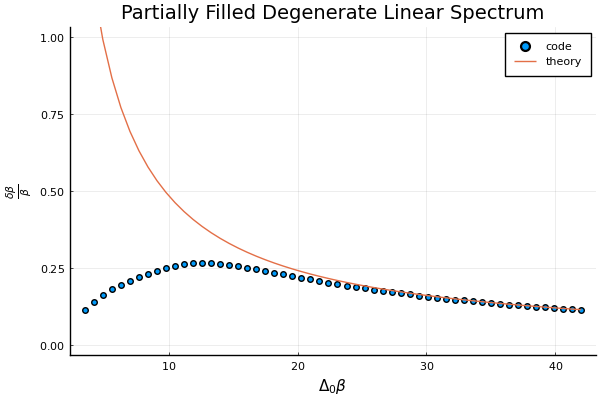 Partially Filled Degenerate Linear Spectrum
1.00
0.75
0.50
0.25
0.00
δβ
β
code
theory
10
20
30
40
Δ₀β